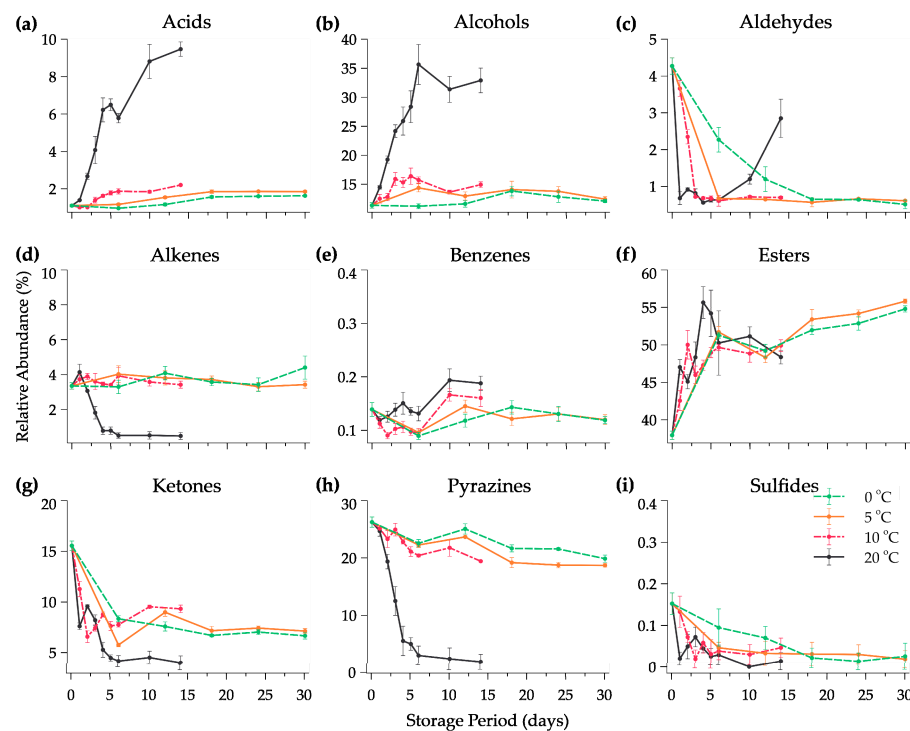 (a) Acids
(b) Alcohols
(c) Aldehydes
10
8
6
4
2
40
35
30
25
20
15
5
4
3
2
1
0
(d) Alkenes
(e) Benzenes
(f) Esters
10
8
6
4
2
0.4
0.3
0.2
0.1
60
55
50
45
40
Relative Abundance (%)
(g) Ketones
(h) Pyrazines
(i) Sulfides
20
15
10
5
30
20
10
0
0.4
0.3
0.2
0.1
0
0 °C
5 °C
10 °C
20 °C
0 5 10 15 20 25 30
0 5 10 15 20 25 30
0 5 10 15 20 25 30
Storage Period (days)